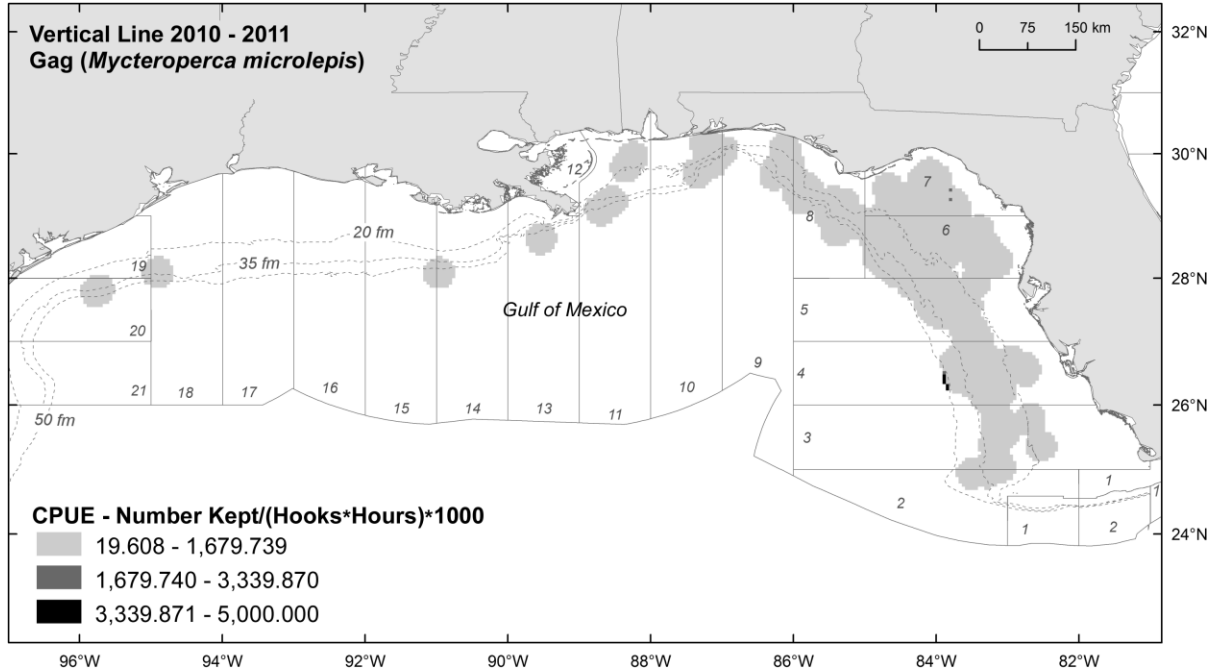 Vertical Line 2010 - 2011
Gag (Mycteroperca microlepis)
0 75 150 km
32°N
30°N
28°N
26°N
24°N
12
7
6
8
20 fm
35 fm
50 fm
19
20
21
18
17
16
15
14
13
11
10
9
5
4
3
2
1
1
1
2
Gulf of Mexico
CPUE - Number Kept/(Hooks*Hours)*1000
19.608 - 1,679.739
1,679.740 - 3,339.870
3,339.871 - 5,000.000
96°W 94°W 92°W 90°W 88°W 86°W 84°W 82°W